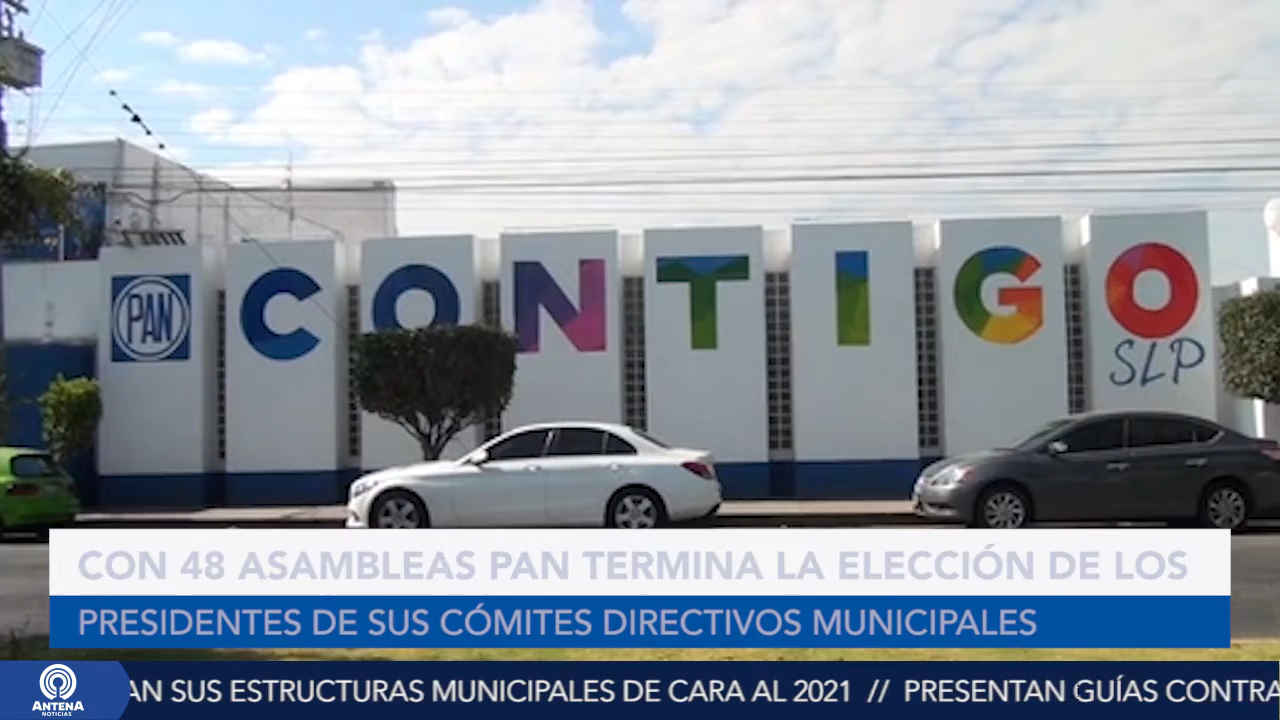 PAN CONTIGO
SLP
CON 48 ASAMBLEAS PAN TERMINA LA ELECCIÓN DE LOS
PRESIDENTES DE SUS CÓMITES DIRECTIVOS MUNICIPALES
ANTENA
NOTICIAS
AN SUS ESTRUCTURAS MUNICIPALES DE CARA AL 2021 // PRESENTAN GUÍAS CONTRA